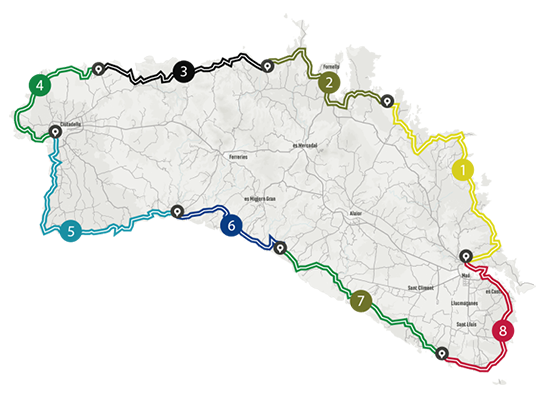 3
4
Fornells
2
Ciutadella
es Mercadal
Ferreries
1
es Migjorn Gran
Alaior
5
6
Maó
Sant Climent
es Castell
7
Llucmaçanes
Sant Lluís
8